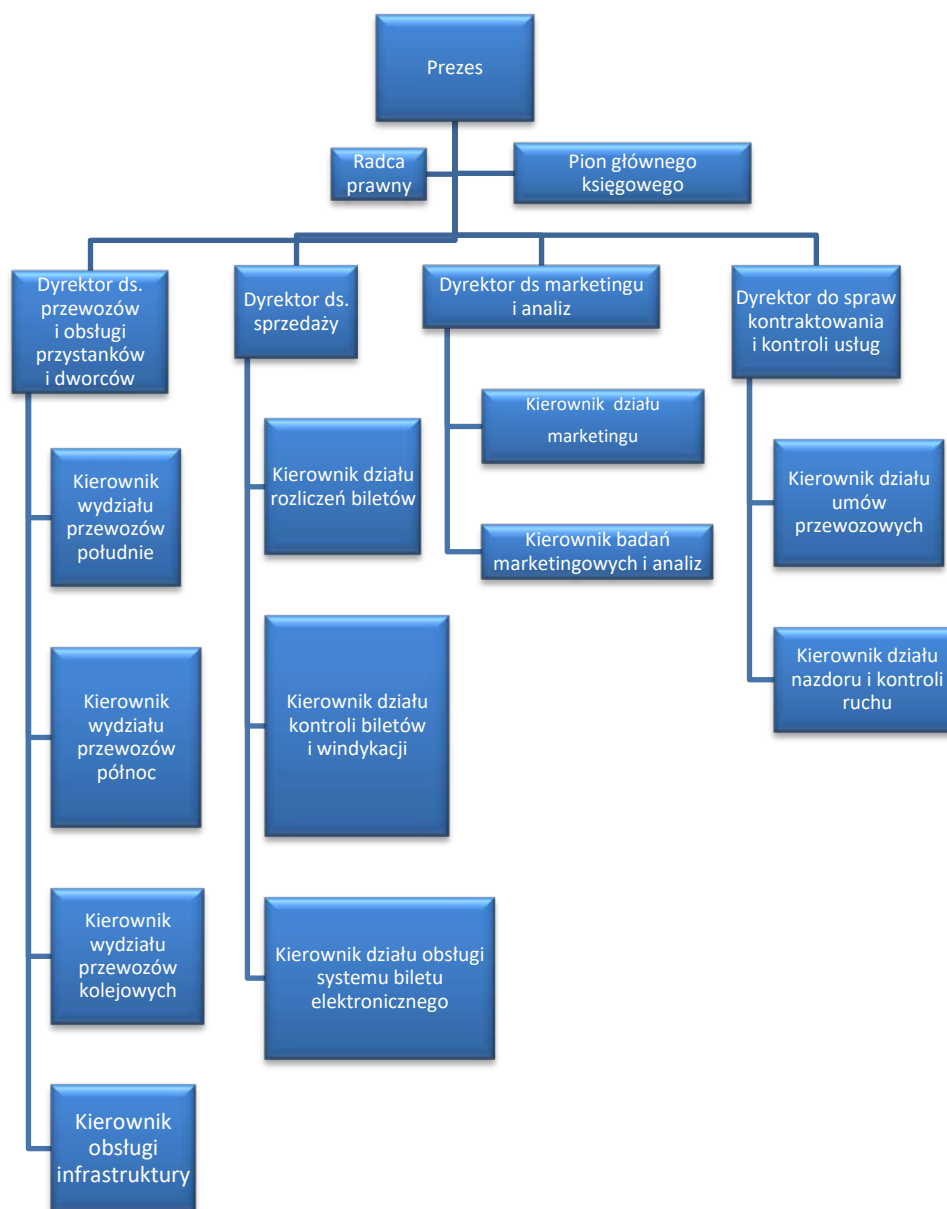 Prezes
Radca
prawny
Pion głównego
księgowego
Dyrektor ds.
przewozów
i obsługi
przystanków
i dworców
Kierownik
wydziału
przewozów
południe
Kierownik
wydziału
przewozów
północ
Kierownik
wydziału
przewozów
kolejowych
Kierownik
obsługi
infrastruktury
Dyrektor ds.
sprzedaży
Kierownik działu
rozliczeń biletów
Kierownik działu
kontroli biletów
i windykacji
Kierownik działu obsługi
systemu biletu
elektronicznego
Dyrektor ds marketingu
i analiz
Kierownik działu
marketingu
Kierownik badań
marketingowych i analiz
Dyrektor do spraw
kontraktowania
i kontroli usług
Kierownik działu
umów
przewozowych
Kierownik działu
nazdoru i kontroli
ruchu